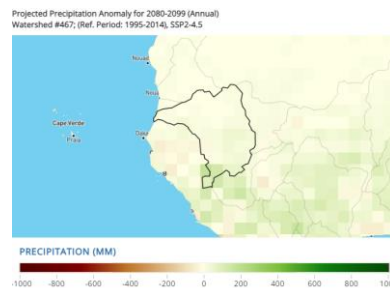 Projected Precipitation Anomaly for 2080-2099 (Annual)
Watershed #467; (Ref. Period: 1995-2014), SSP2-4.5
Nouad
Noua
Cape Verde
Praia
Daka
PRECIPITATION (MM)
-1000 -800 -600 -400 -200 0 200 400 600 800